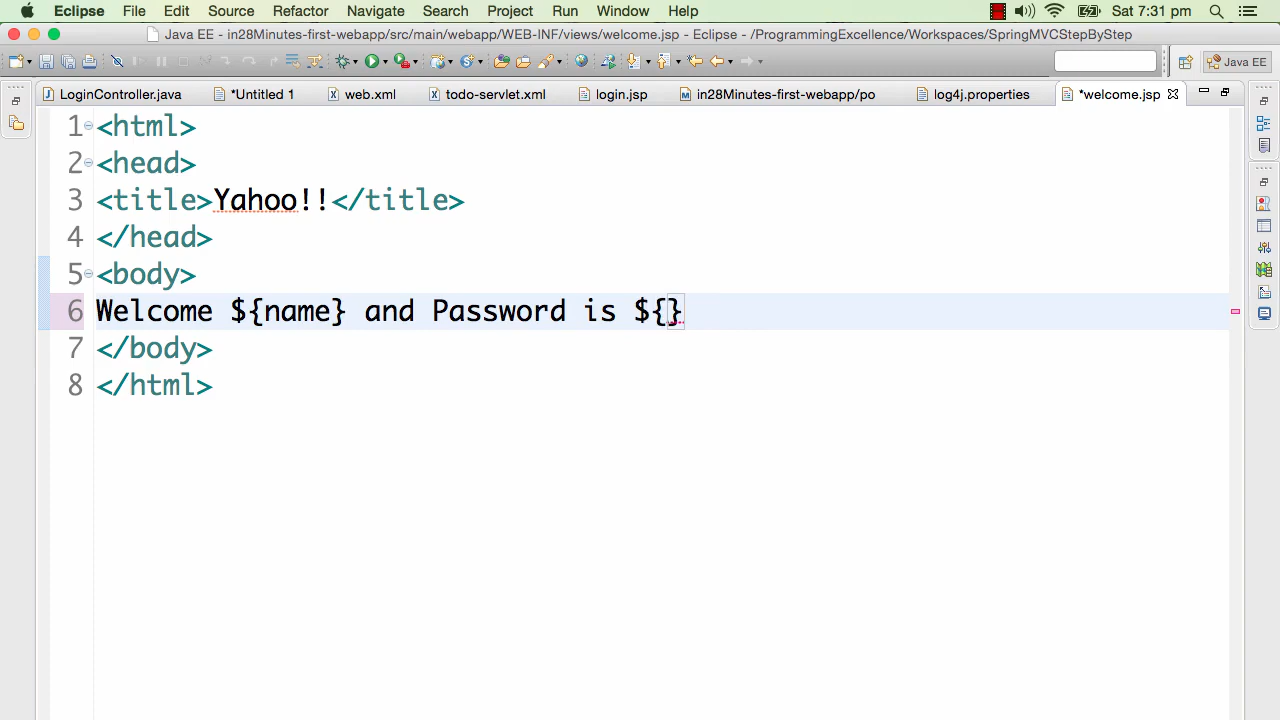 Eclipse File Edit Source Refactor Navigate Search Project Run Window Help Sat 7:31 pm
Java EE - in28Minutes-first-webapp/src/main/webapp/WEB-INF/views/welcome.jsp - Eclipse - /ProgrammingExcellence/Workspaces/SpringMVCStepByStep
Java EE
LoginController.java *Untitled 1 web.xml todo-servlet.xml login.jsp in28Minutes-first-webapp/po log4j.properties *welcome.jsp
1 <html>
2 <head>
3 <title>Yahoo!!</title>
4 </head>
5 <body>
6 Welcome ${name} and Password is ${}
7 </body>
8 </html>